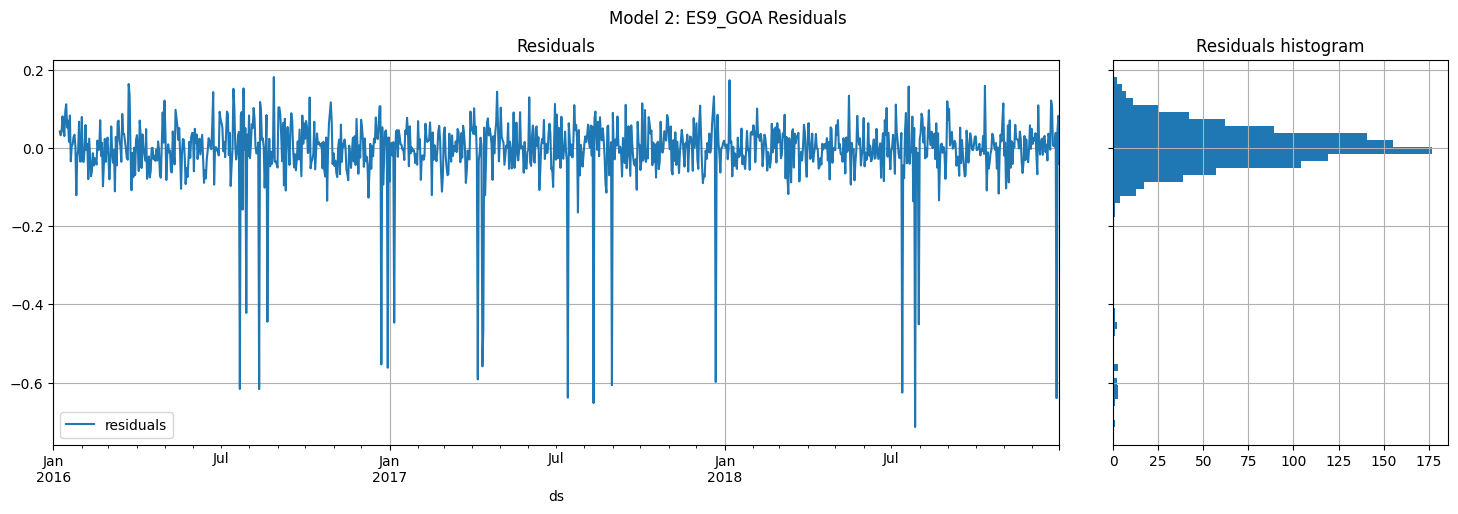 Model 2: ES9_GOA Residuals
Residuals
Residuals histogram
0.2
0.0
−0.2
−0.4
−0.6
residuals
Jan
2016
Jul
Jan
2017
Jul
Jan
2018
Jul
ds
0
25
50
75
100
125
150
175